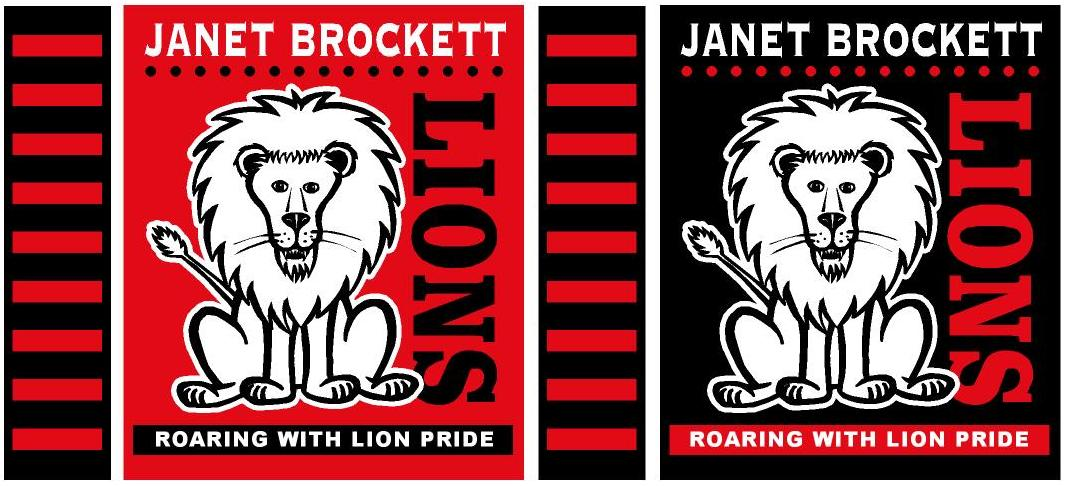 JANET BROCKETT
LIONS
ROARING WITH LION PRIDE
JANET BROCKETT
LIONS
ROARING WITH LION PRIDE